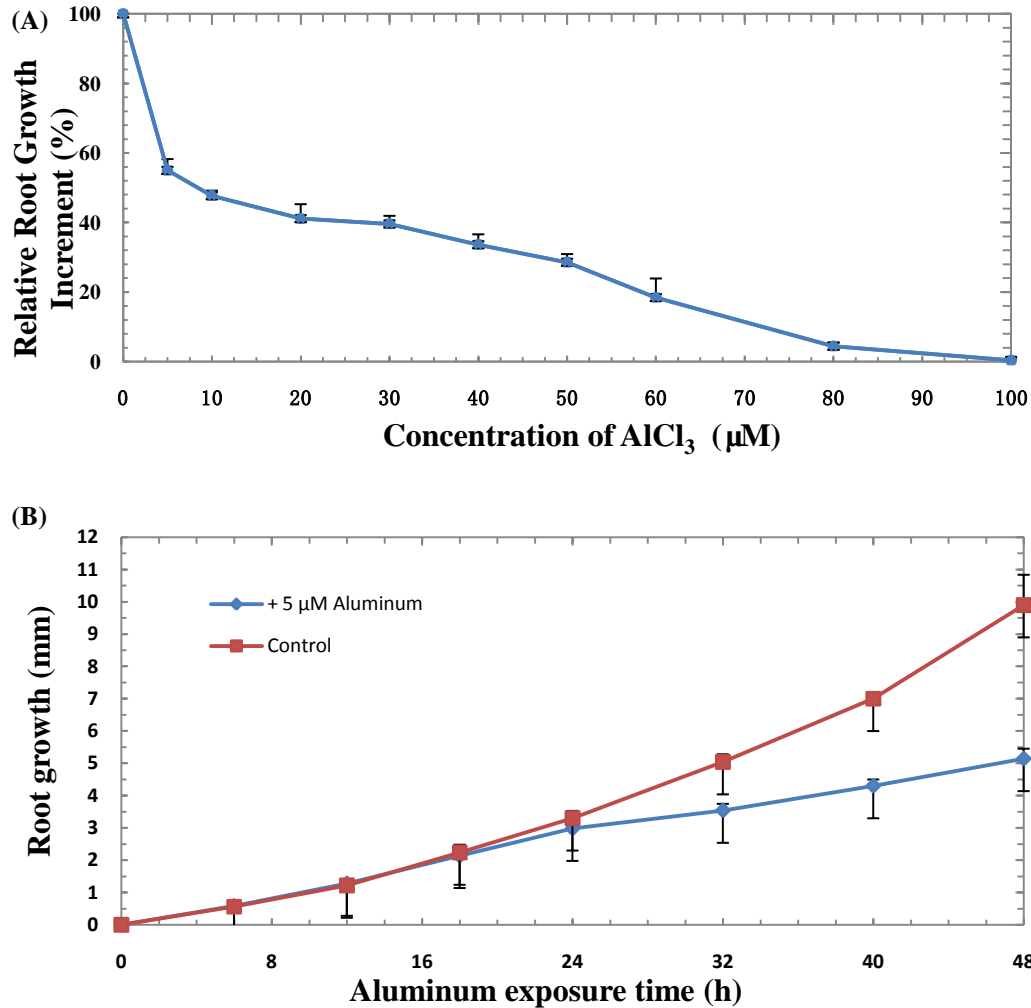 (A)
Relative Root Growth
Increment (%)
100
80
60
40
20
0
0 10 20 30 40 50 60 70 80 90 100
Concentration of AlCl₃ (μM)
(B)
Root growth (mm)
12
11
10
9
8
7
6
5
4
3
2
1
0
+ 5 μM Aluminum
Control
0 8 16 24 32 40 48
Aluminum exposure time (h)